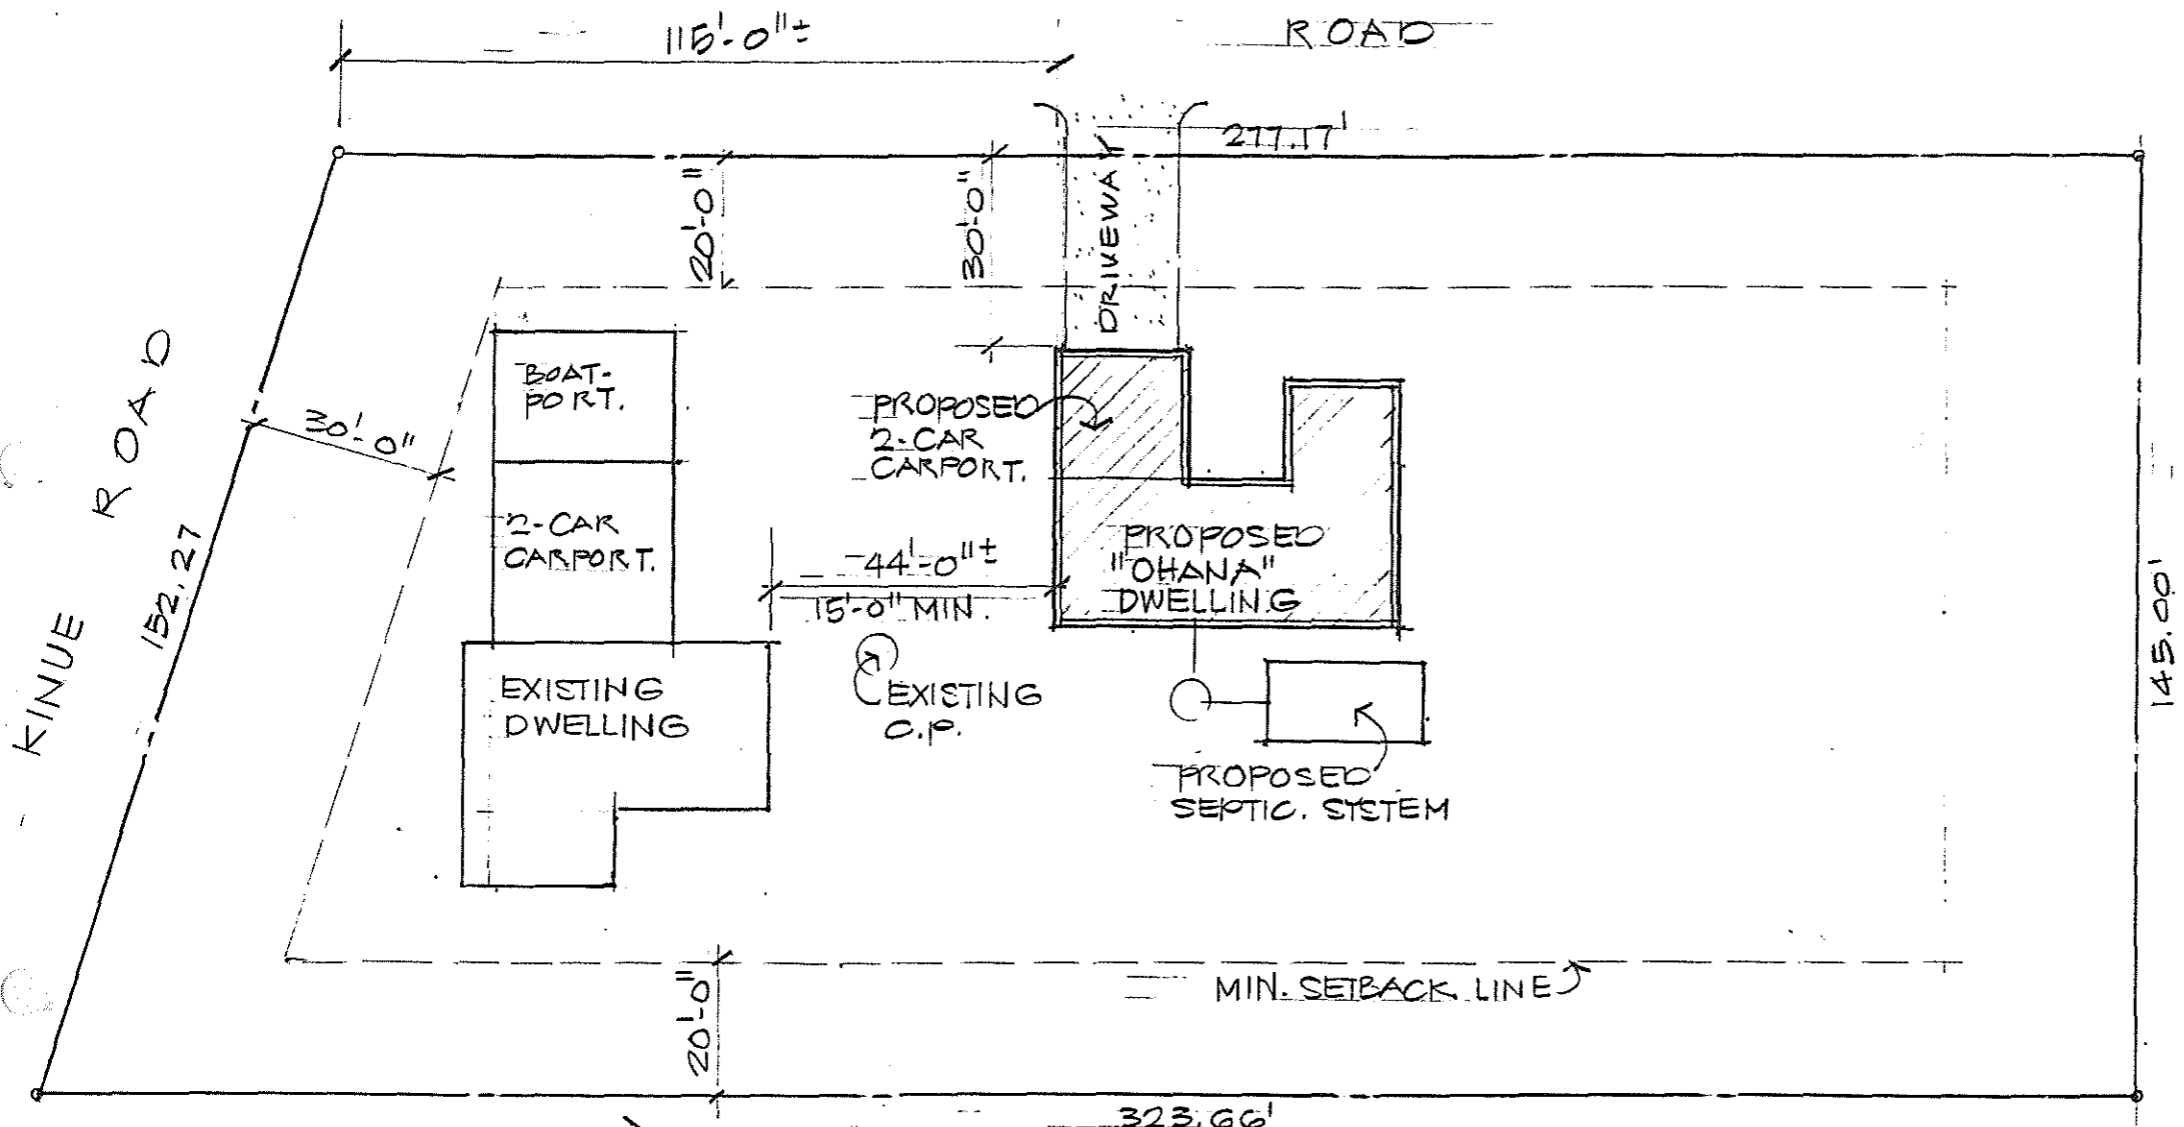 115'-0"±
ROAD
277.17'
20'-0"
30'-0"
DRIVEWAY
KINUE ROAD
152.27
30'-0"
BOAT-
PORT.
2-CAR
CARPORT.
PROPOSED
2-CAR
CARPORT.
44'-0"±
15'-0" MIN.
PROPOSED
"OHANA"
DWELLING
EXISTING
DWELLING
EXISTING
C.P.
PROPOSED
SEPTIC. SYSTEM
145.00'
MIN. SETBACK LINE
20'-0"
323.66'